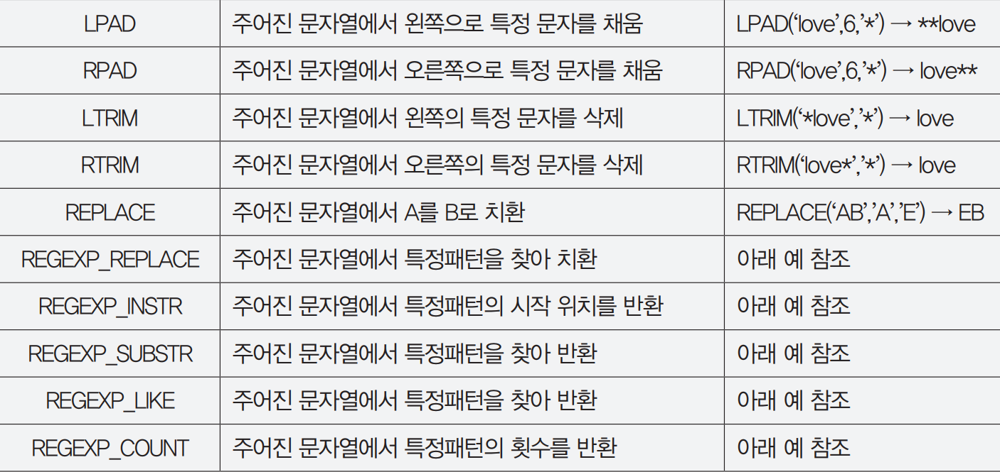 LPAD 주어진 문자열에서 왼쪽으로 특정 문자를 채움 LPAD(‘love’,6,’*’) → **love
RPAD 주어진 문자열에서 오른쪽으로 특정 문자를 채움 RPAD(‘love’,6,’*’) → love**
LTRIM 주어진 문자열에서 왼쪽의 특정 문자를 삭제 LTRIM(‘*love’,’*’) → love
RTRIM 주어진 문자열에서 오른쪽의 특정 문자를 삭제 RTRIM(‘love*’,’*’) → love
REPLACE 주어진 문자열에서 A를 B로 치환 REPLACE(‘AB’,’A’,’E’) → EB
REGEXP_REPLACE 주어진 문자열에서 특정패턴을 찾아 치환 아래 예 참조
REGEXP_INSTR 주어진 문자열에서 특정패턴의 시작 위치를 반환 아래 예 참조
REGEXP_SUBSTR 주어진 문자열에서 특정패턴을 찾아 반환 아래 예 참조
REGEXP_LIKE 주어진 문자열에서 특정패턴을 찾아 반환 아래 예 참조
REGEXP_COUNT 주어진 문자열에서 특정패턴의 횟수를 반환 아래 예 참조